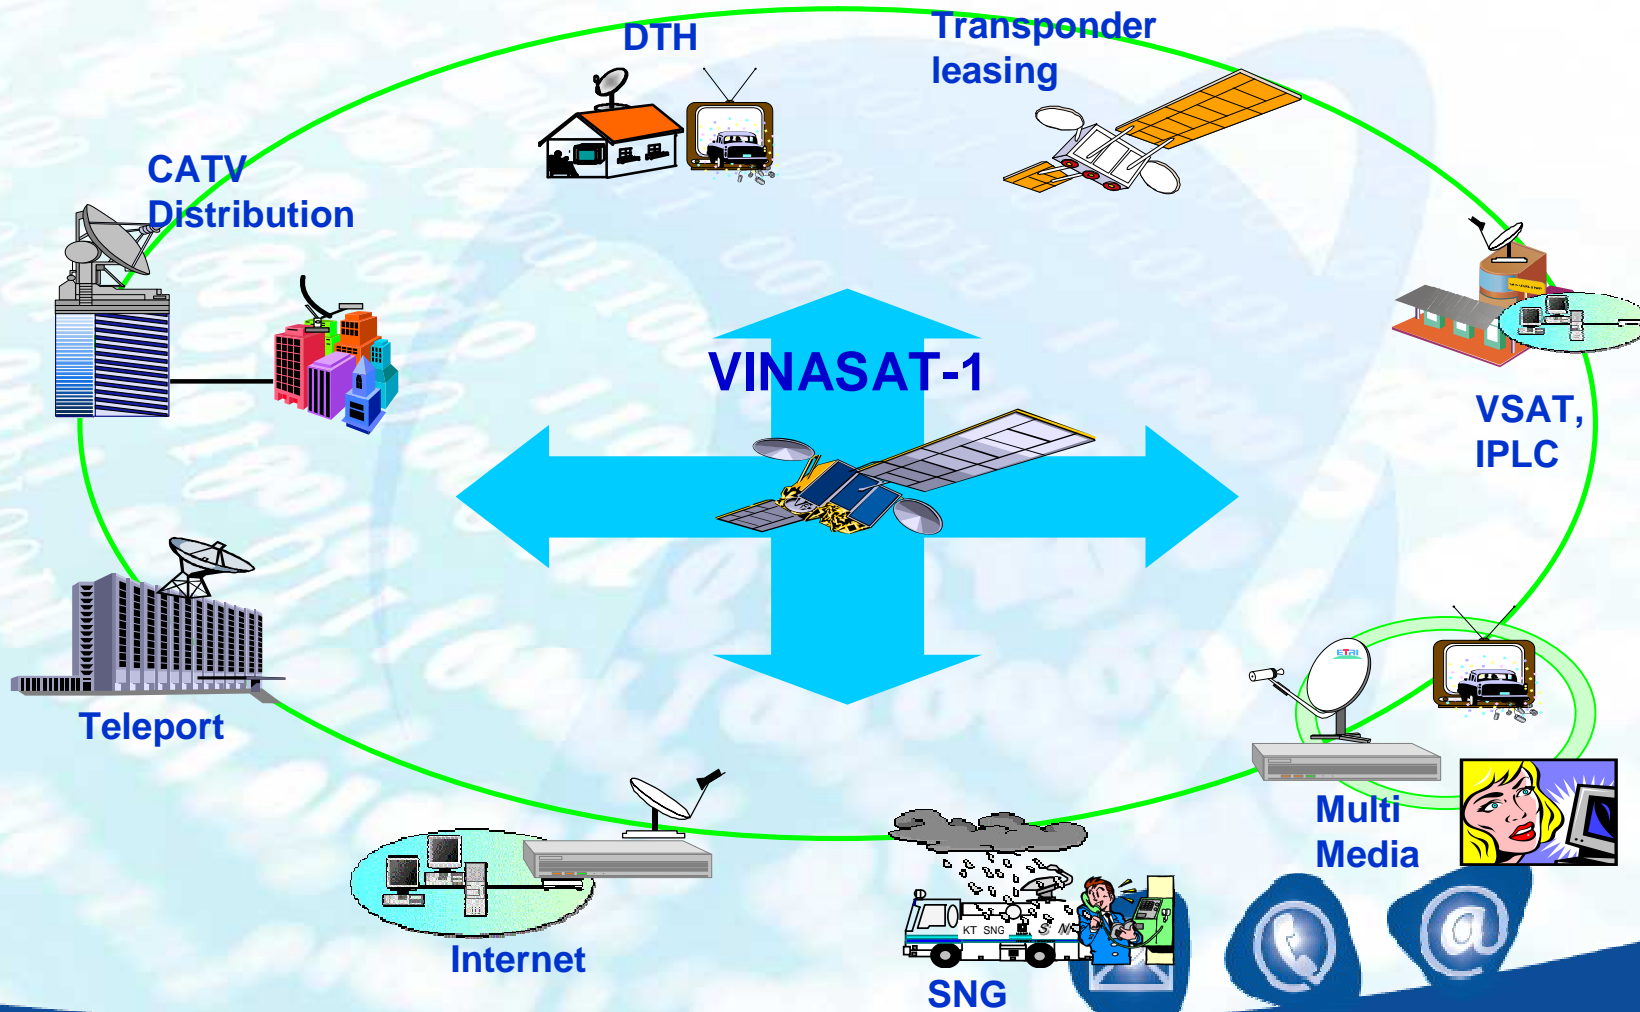 DTH
Transponder
leasing
CATV
Distribution
VINASAT-1
VSAT,
IPLC
ETRI
Teleport
Multi
Media
KT SNG
S N
Internet
SNG
@